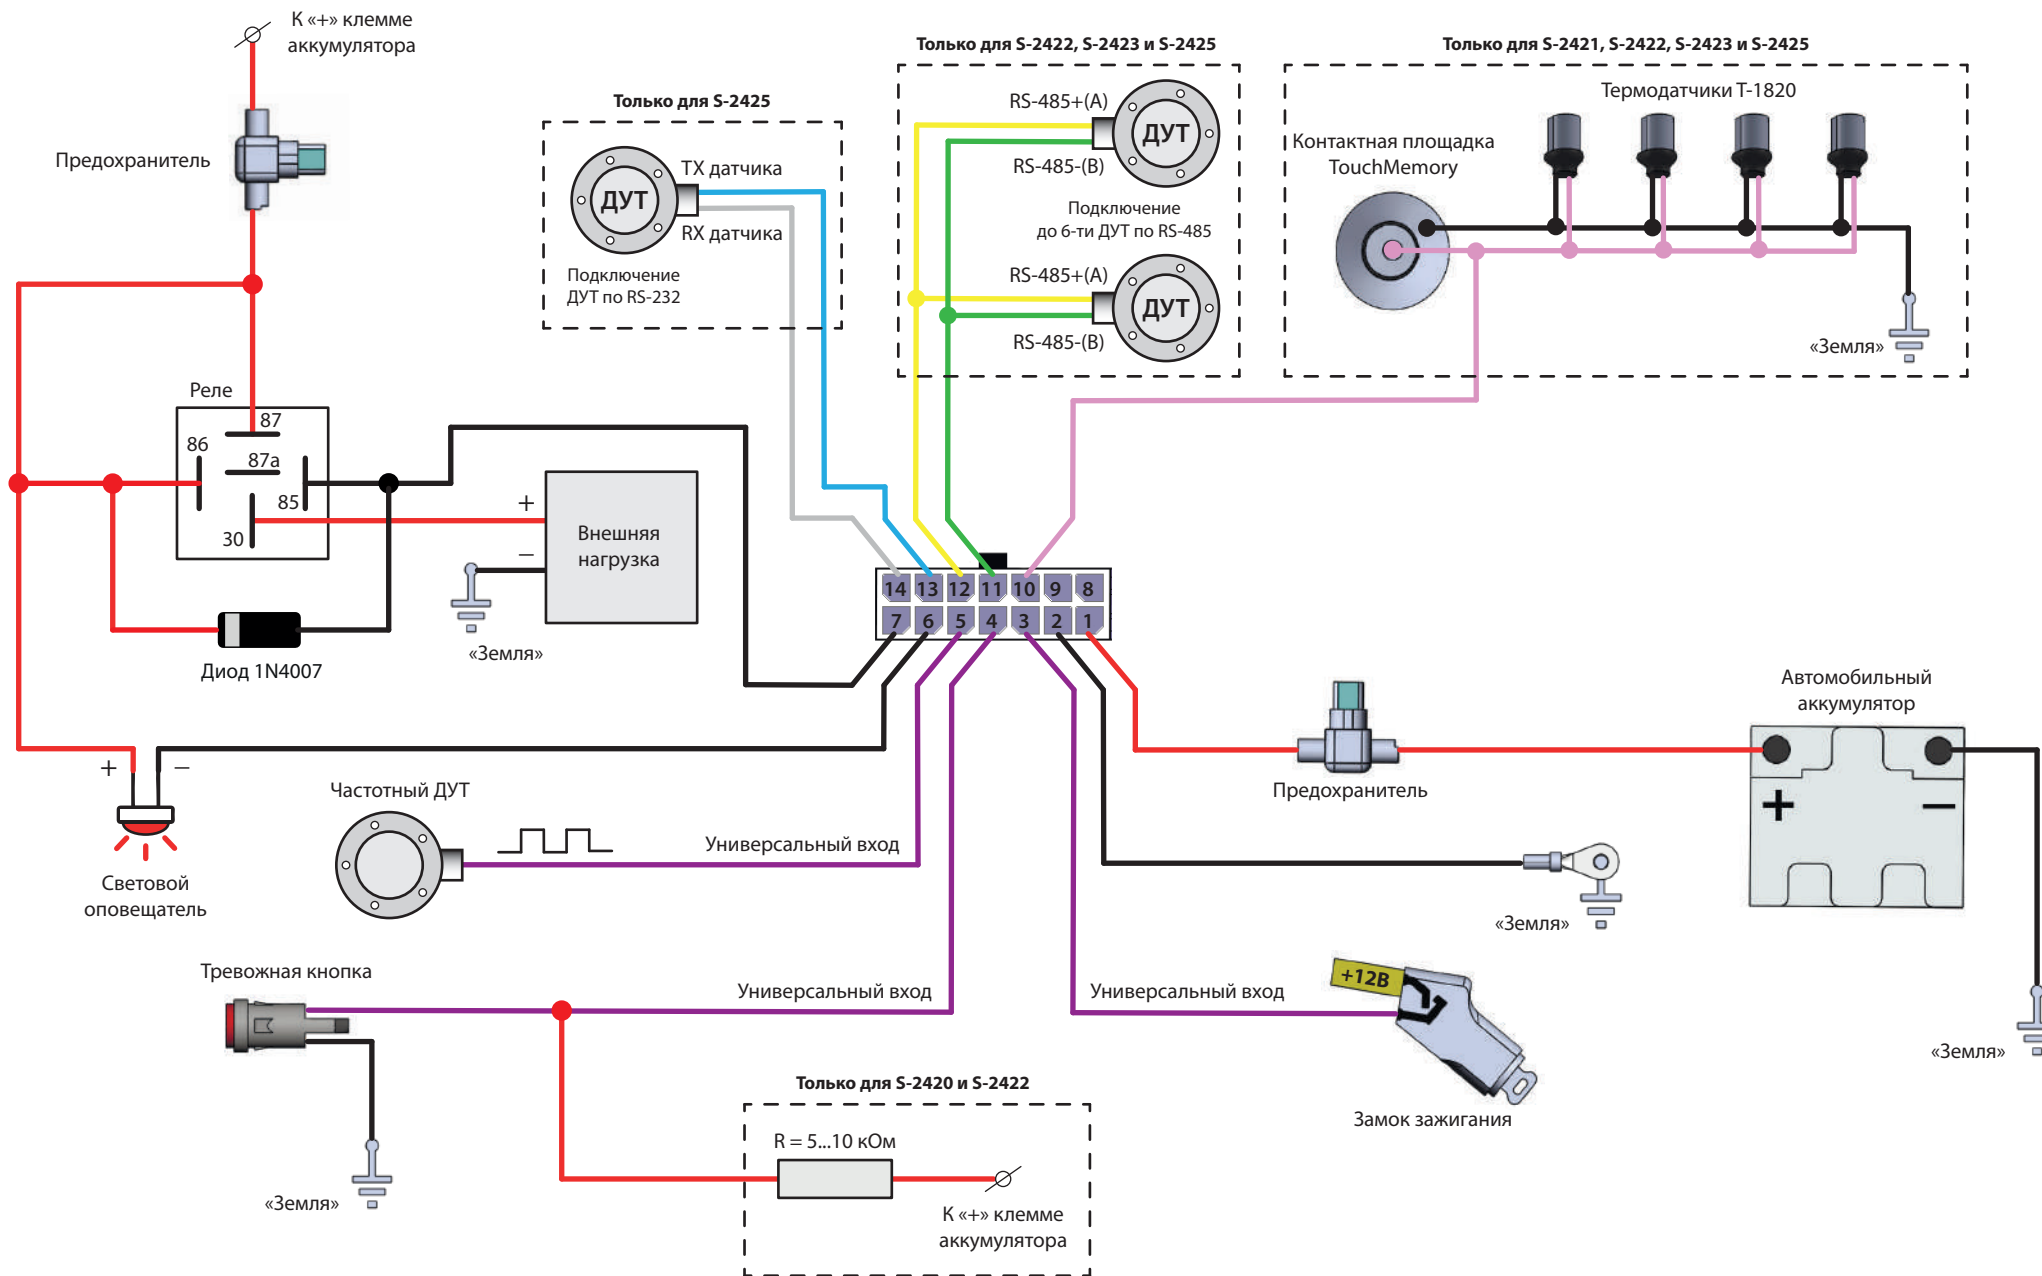 К «+» клемме
аккумулятора
Предохранитель
Только для S-2425
ДУТ
TX датчика
RX датчика
Подключение
ДУТ по RS-232
Только для S-2422, S-2423 и S-2425
RS-485+(A)
ДУТ
RS-485-(B)
Подключение
до 6-ти ДУТ по RS-485
RS-485+(A)
ДУТ
RS-485-(B)
Только для S-2421, S-2422, S-2423 и S-2425
Термодатчики Т-1820
Контактная площадка
TouchMemory
«Земля»
Реле
87
86
87a
85
30
+
−
Внешняя
нагрузка
«Земля»
Диод 1N4007
14 13 12 11 10 9 8
7 6 5 4 3 2 1
+ −
Световой
оповещатель
Частотный ДУТ
Универсальный вход
Предохранитель
Автомобильный
аккумулятор
+ −
«Земля»
«Земля»
Тревожная кнопка
Универсальный вход
Универсальный вход
+12В
Замок зажигания
«Земля»
Только для S-2420 и S-2422
R = 5...10 кОм
К «+» клемме
аккумулятора